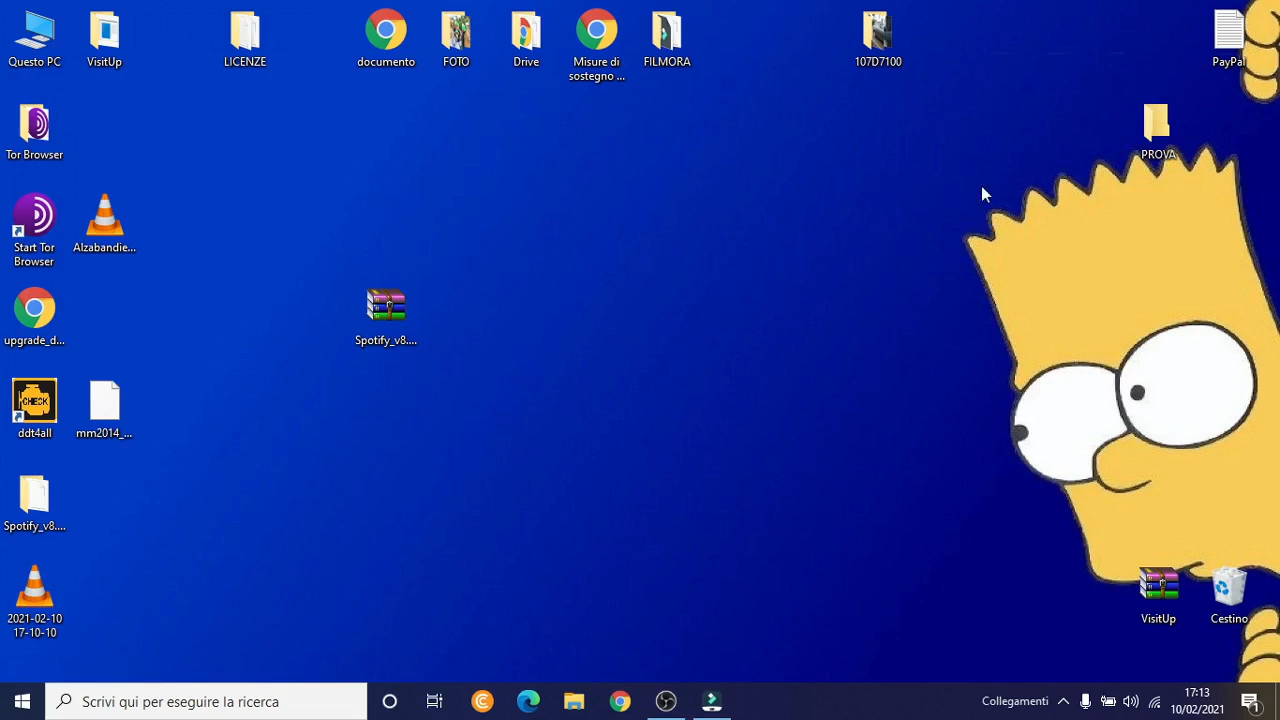 Questo PC
VisitUp
LICENZE
documento
FOTO
Drive
Misure di
sostegno ...
FILMORA
107D7100
PayPal
Tor Browser
PROVA
Start Tor
Browser
Alzabandie...
upgrade_d...
Spotify_v8....
CHECK
ddt4all
mm2014_...
Spotify_v8....
2021-02-10
17-10-10
VisitUp
Cestino
Scrivi qui per eseguire la ricerca
Collegamenti
17:13
10/02/2021
1